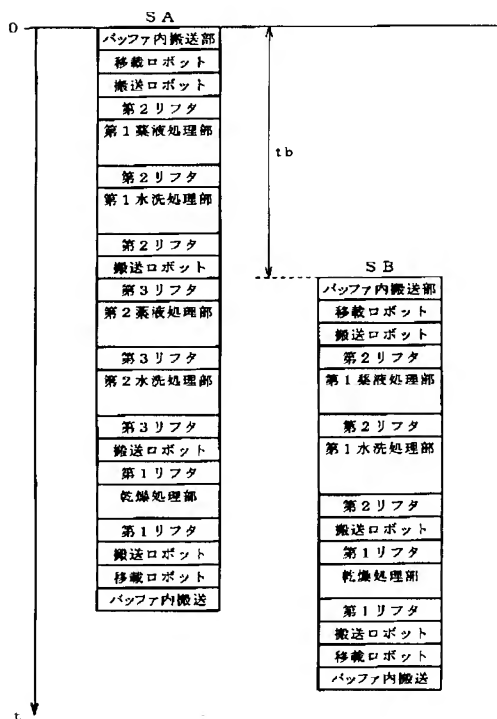 SA
0
バッファ内搬送部
移載ロボット
搬送ロボット
第2リフタ
第1薬液処理部
第2リフタ
第1水洗処理部
第2リフタ
搬送ロボット
第3リフタ
第2薬液処理部
第3リフタ
第2水洗処理部
第3リフタ
搬送ロボット
第1リフタ
乾燥処理部
第1リフタ
搬送ロボット
移載ロボット
バッファ内搬送
tb
SB
バッファ内搬送部
移載ロボット
搬送ロボット
第2リフタ
第1薬液処理部
第2リフタ
第1水洗処理部
第2リフタ
搬送ロボット
第1リフタ
乾燥処理部
第1リフタ
搬送ロボット
移載ロボット
バッファ内搬送
t